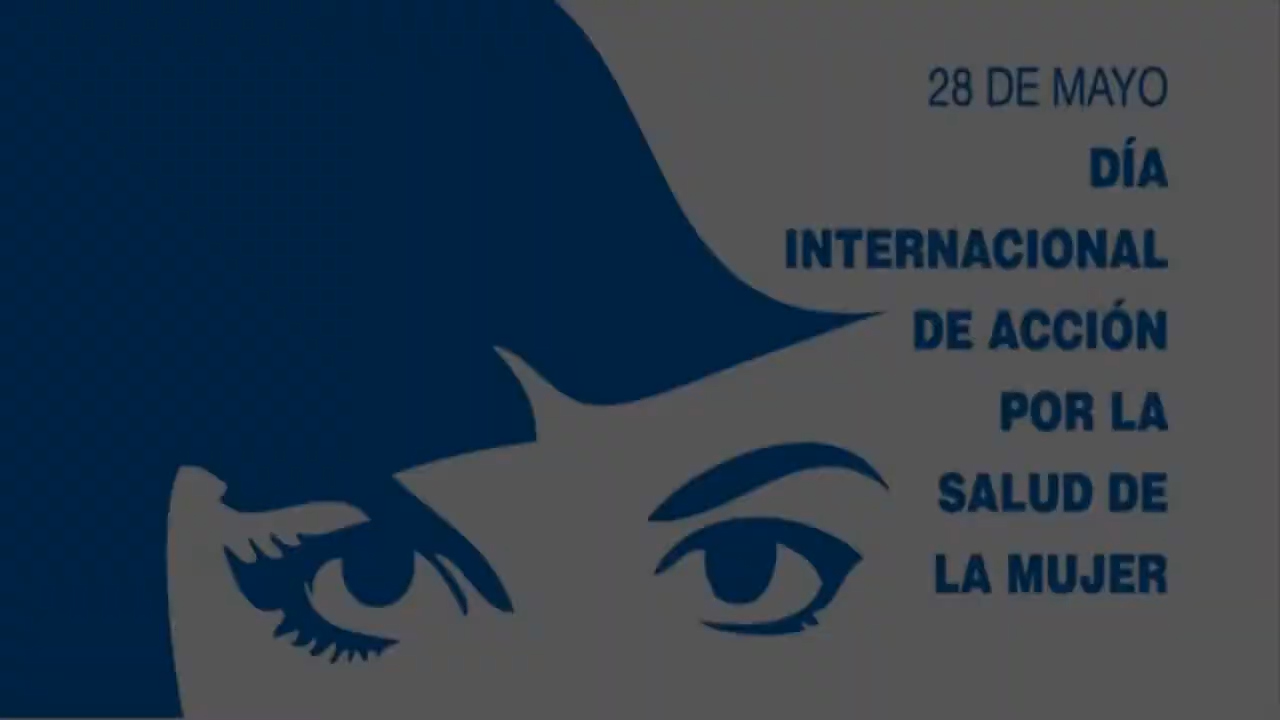 28 DE MAYO
DÍA
INTERNACIONAL
DE ACCIÓN
POR LA
SALUD DE
LA MUJER